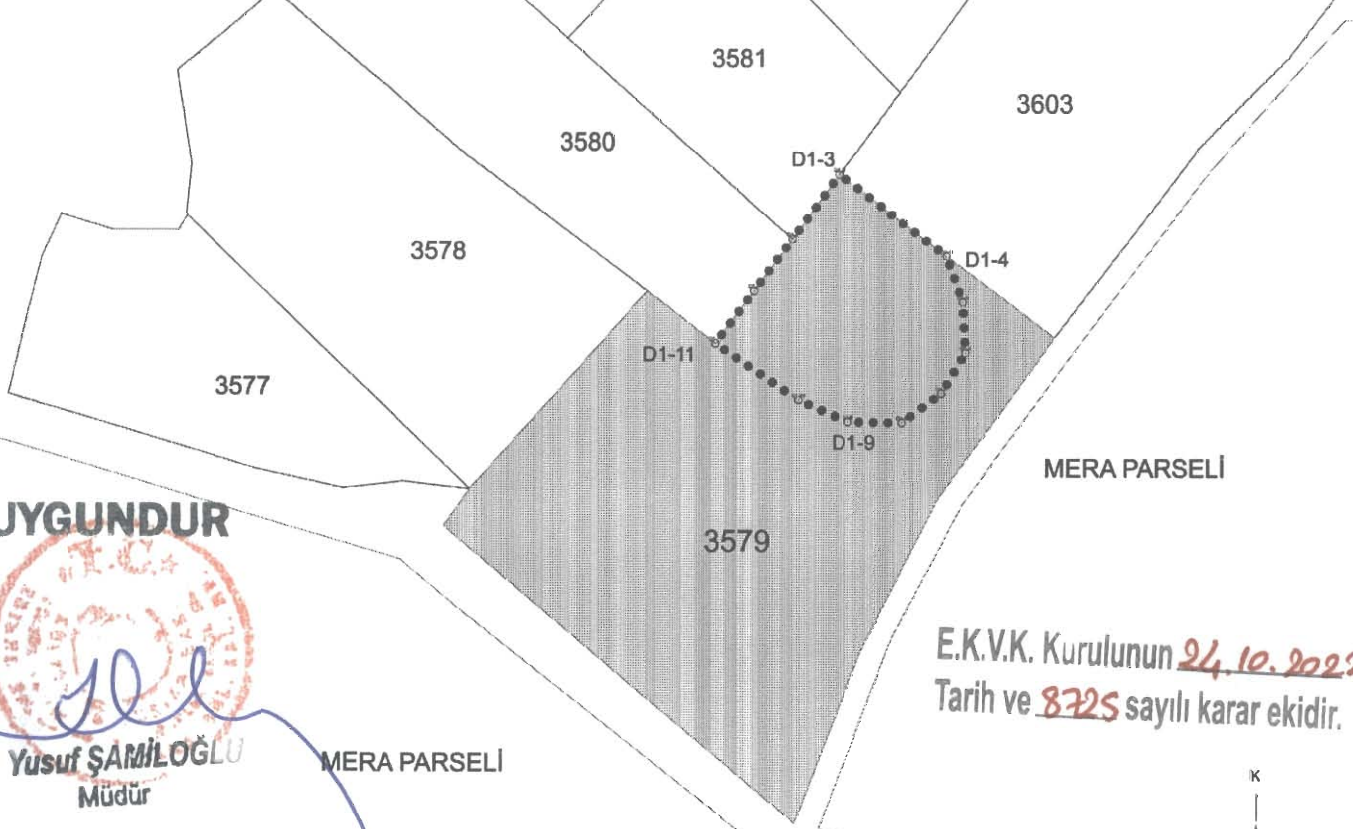 3581
3603
3580
D1-3
3578
D1-4
D1-11
3577
D1-9
MERA PARSELİ
UYGUNDUR
T.C.
3579
E.K.V.K. Kurulunun 24.10.2022
Tarih ve 8725 sayılı karar ekidir.
Yusuf ŞAMİLOĞLU
Müdür
MERA PARSELİ
K